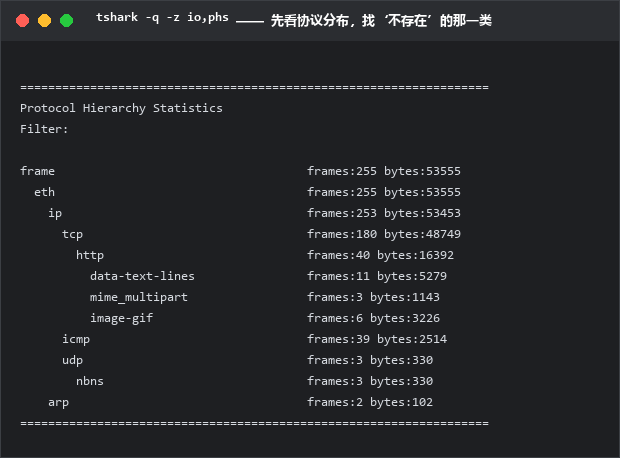 tshark -q -z io,phs —— 先看协议分布，找‘不存在’的那一类
===================================================================
Protocol Hierarchy Statistics
Filter:
frame frames:255 bytes:53555
eth frames:255 bytes:53555
ip frames:253 bytes:53453
tcp frames:180 bytes:48749
http frames:40 bytes:16392
data-text-lines frames:11 bytes:5279
mime_multipart frames:3 bytes:1143
image-gif frames:6 bytes:3226
icmp frames:39 bytes:2514
udp frames:3 bytes:330
nbns frames:3 bytes:330
arp frames:2 bytes:102
===================================================================